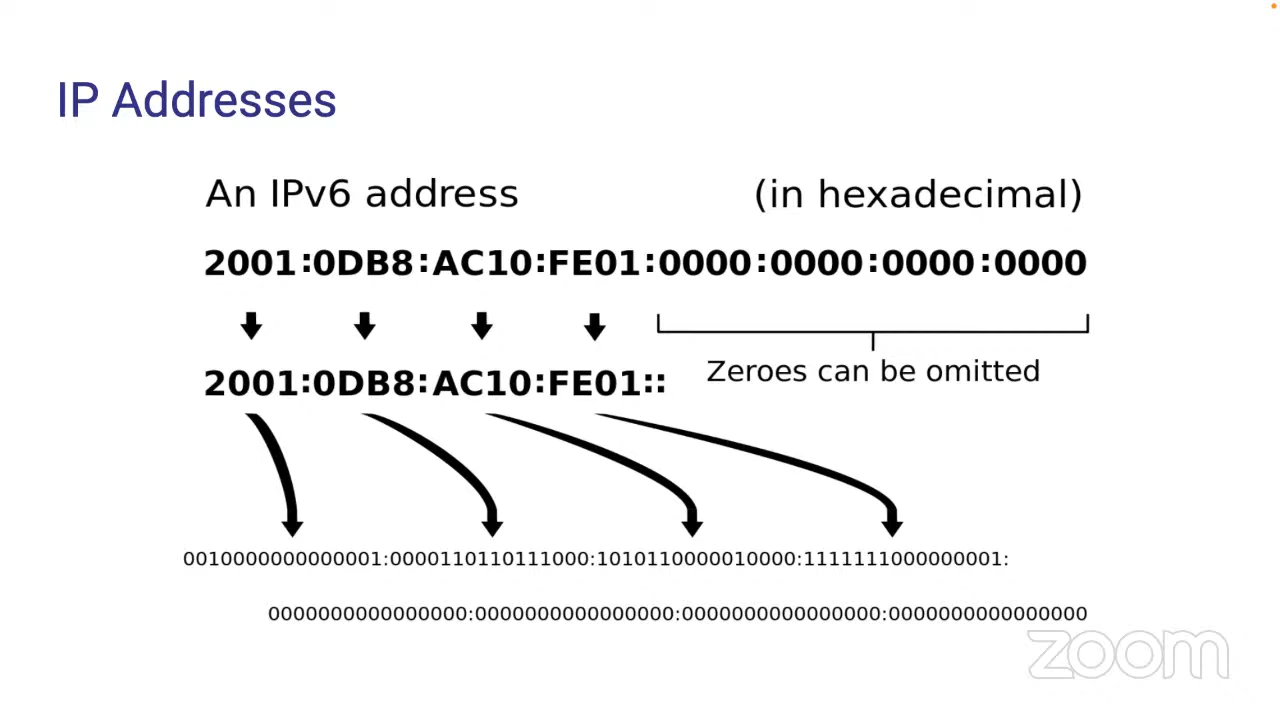 IP Addresses
An IPv6 address (in hexadecimal)
2001:0DB8:AC10:FE01:0000:0000:0000:0000
2001:0DB8:AC10:FE01::
Zeroes can be omitted
0010000000000001:0000110110111000:1010110000010000:1111111000000001:
0000000000000000:0000000000000000:0000000000000000:0000000000000000
zoom